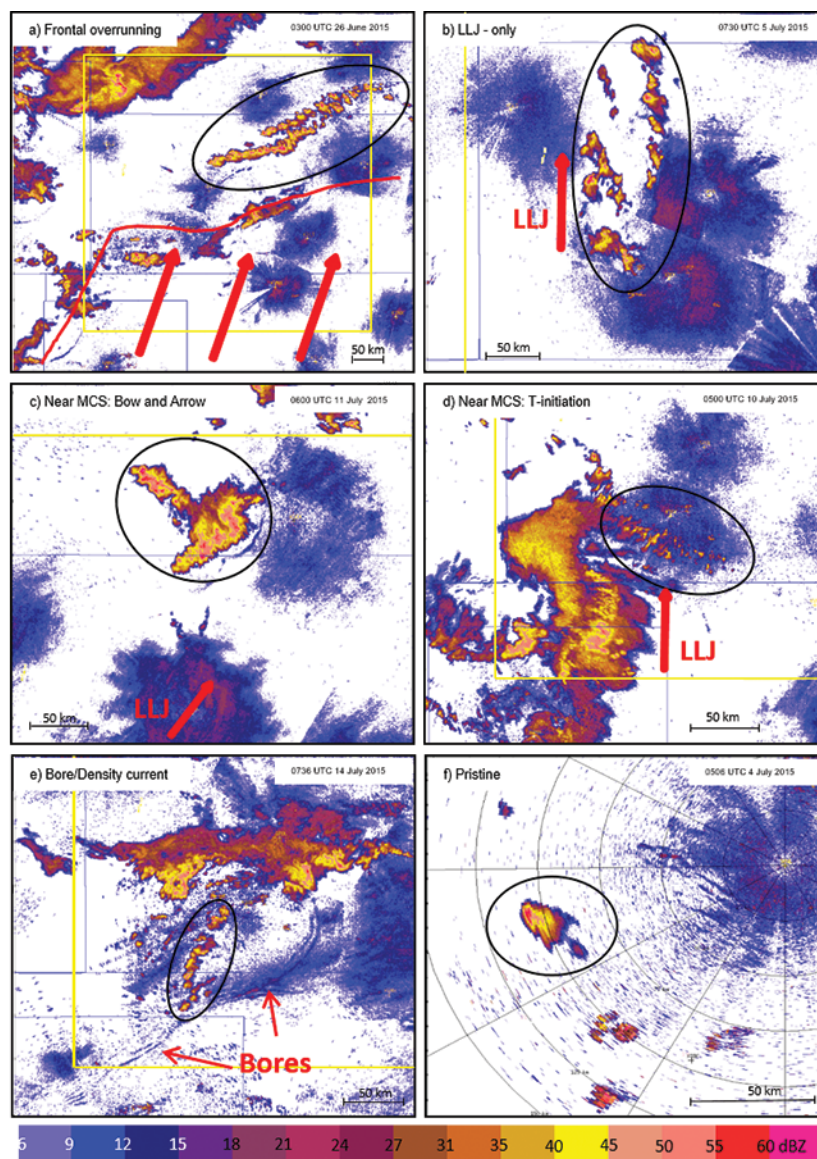 a) Frontal overrunning
0300 UTC 26 June 2015
50 km
b) LLJ - only
0730 UTC 5 July 2015
LLJ
50 km
c) Near MCS: Bow and Arrow
0600 UTC 11 July 2015
50 km
LLJ
d) Near MCS: T-initiation
0500 UTC 10 July 2015
LLJ
50 km
e) Bore/Density current
0736 UTC 14 July 2015
Bores
50 km
f) Pristine
0506 UTC 4 July 2015
50 km
6 9 12 15 18 21 24 27 31 35 40 45 50 55 60 dBZ